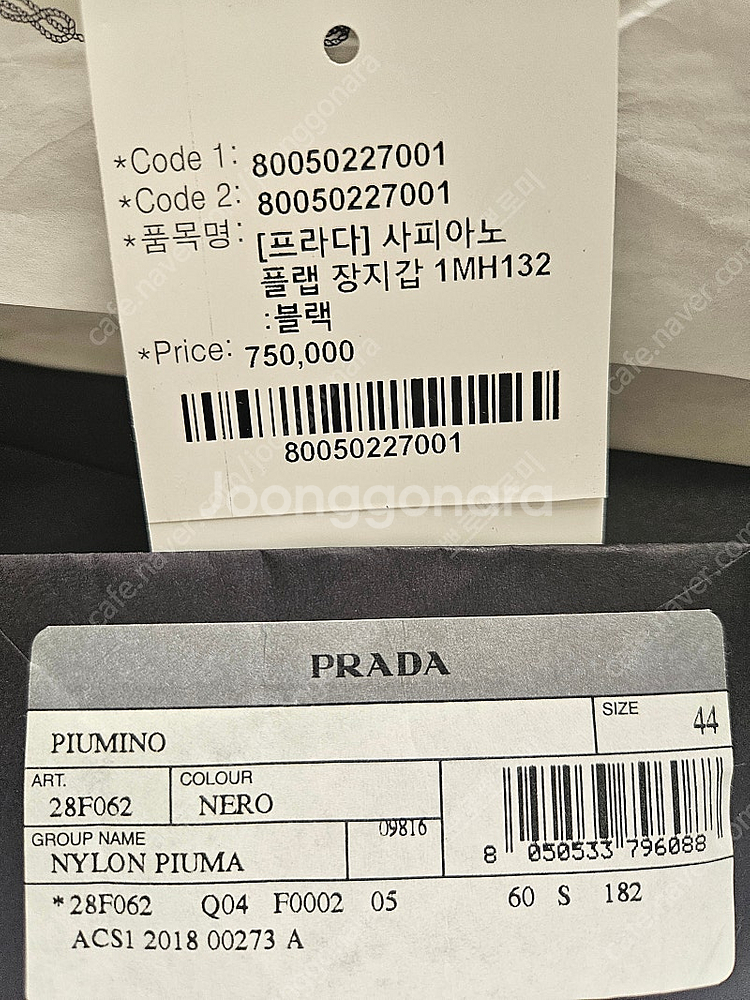 *Code 1: 80050227001
*Code 2: 80050227001
*품목명: [프라다] 사피아노
플랩 장지갑 1MH132
:블랙
*Price: 750,000
80050227001
Joonggonara
PRADA
PIUMINO
SIZE 44
ART. 28F062
COLOUR NERO
GROUP NAME NYLON PIUMA
09816
8 050533 796088
*28F062 Q04 F0002 05 60 S 182
ACS1 2018 00273 A